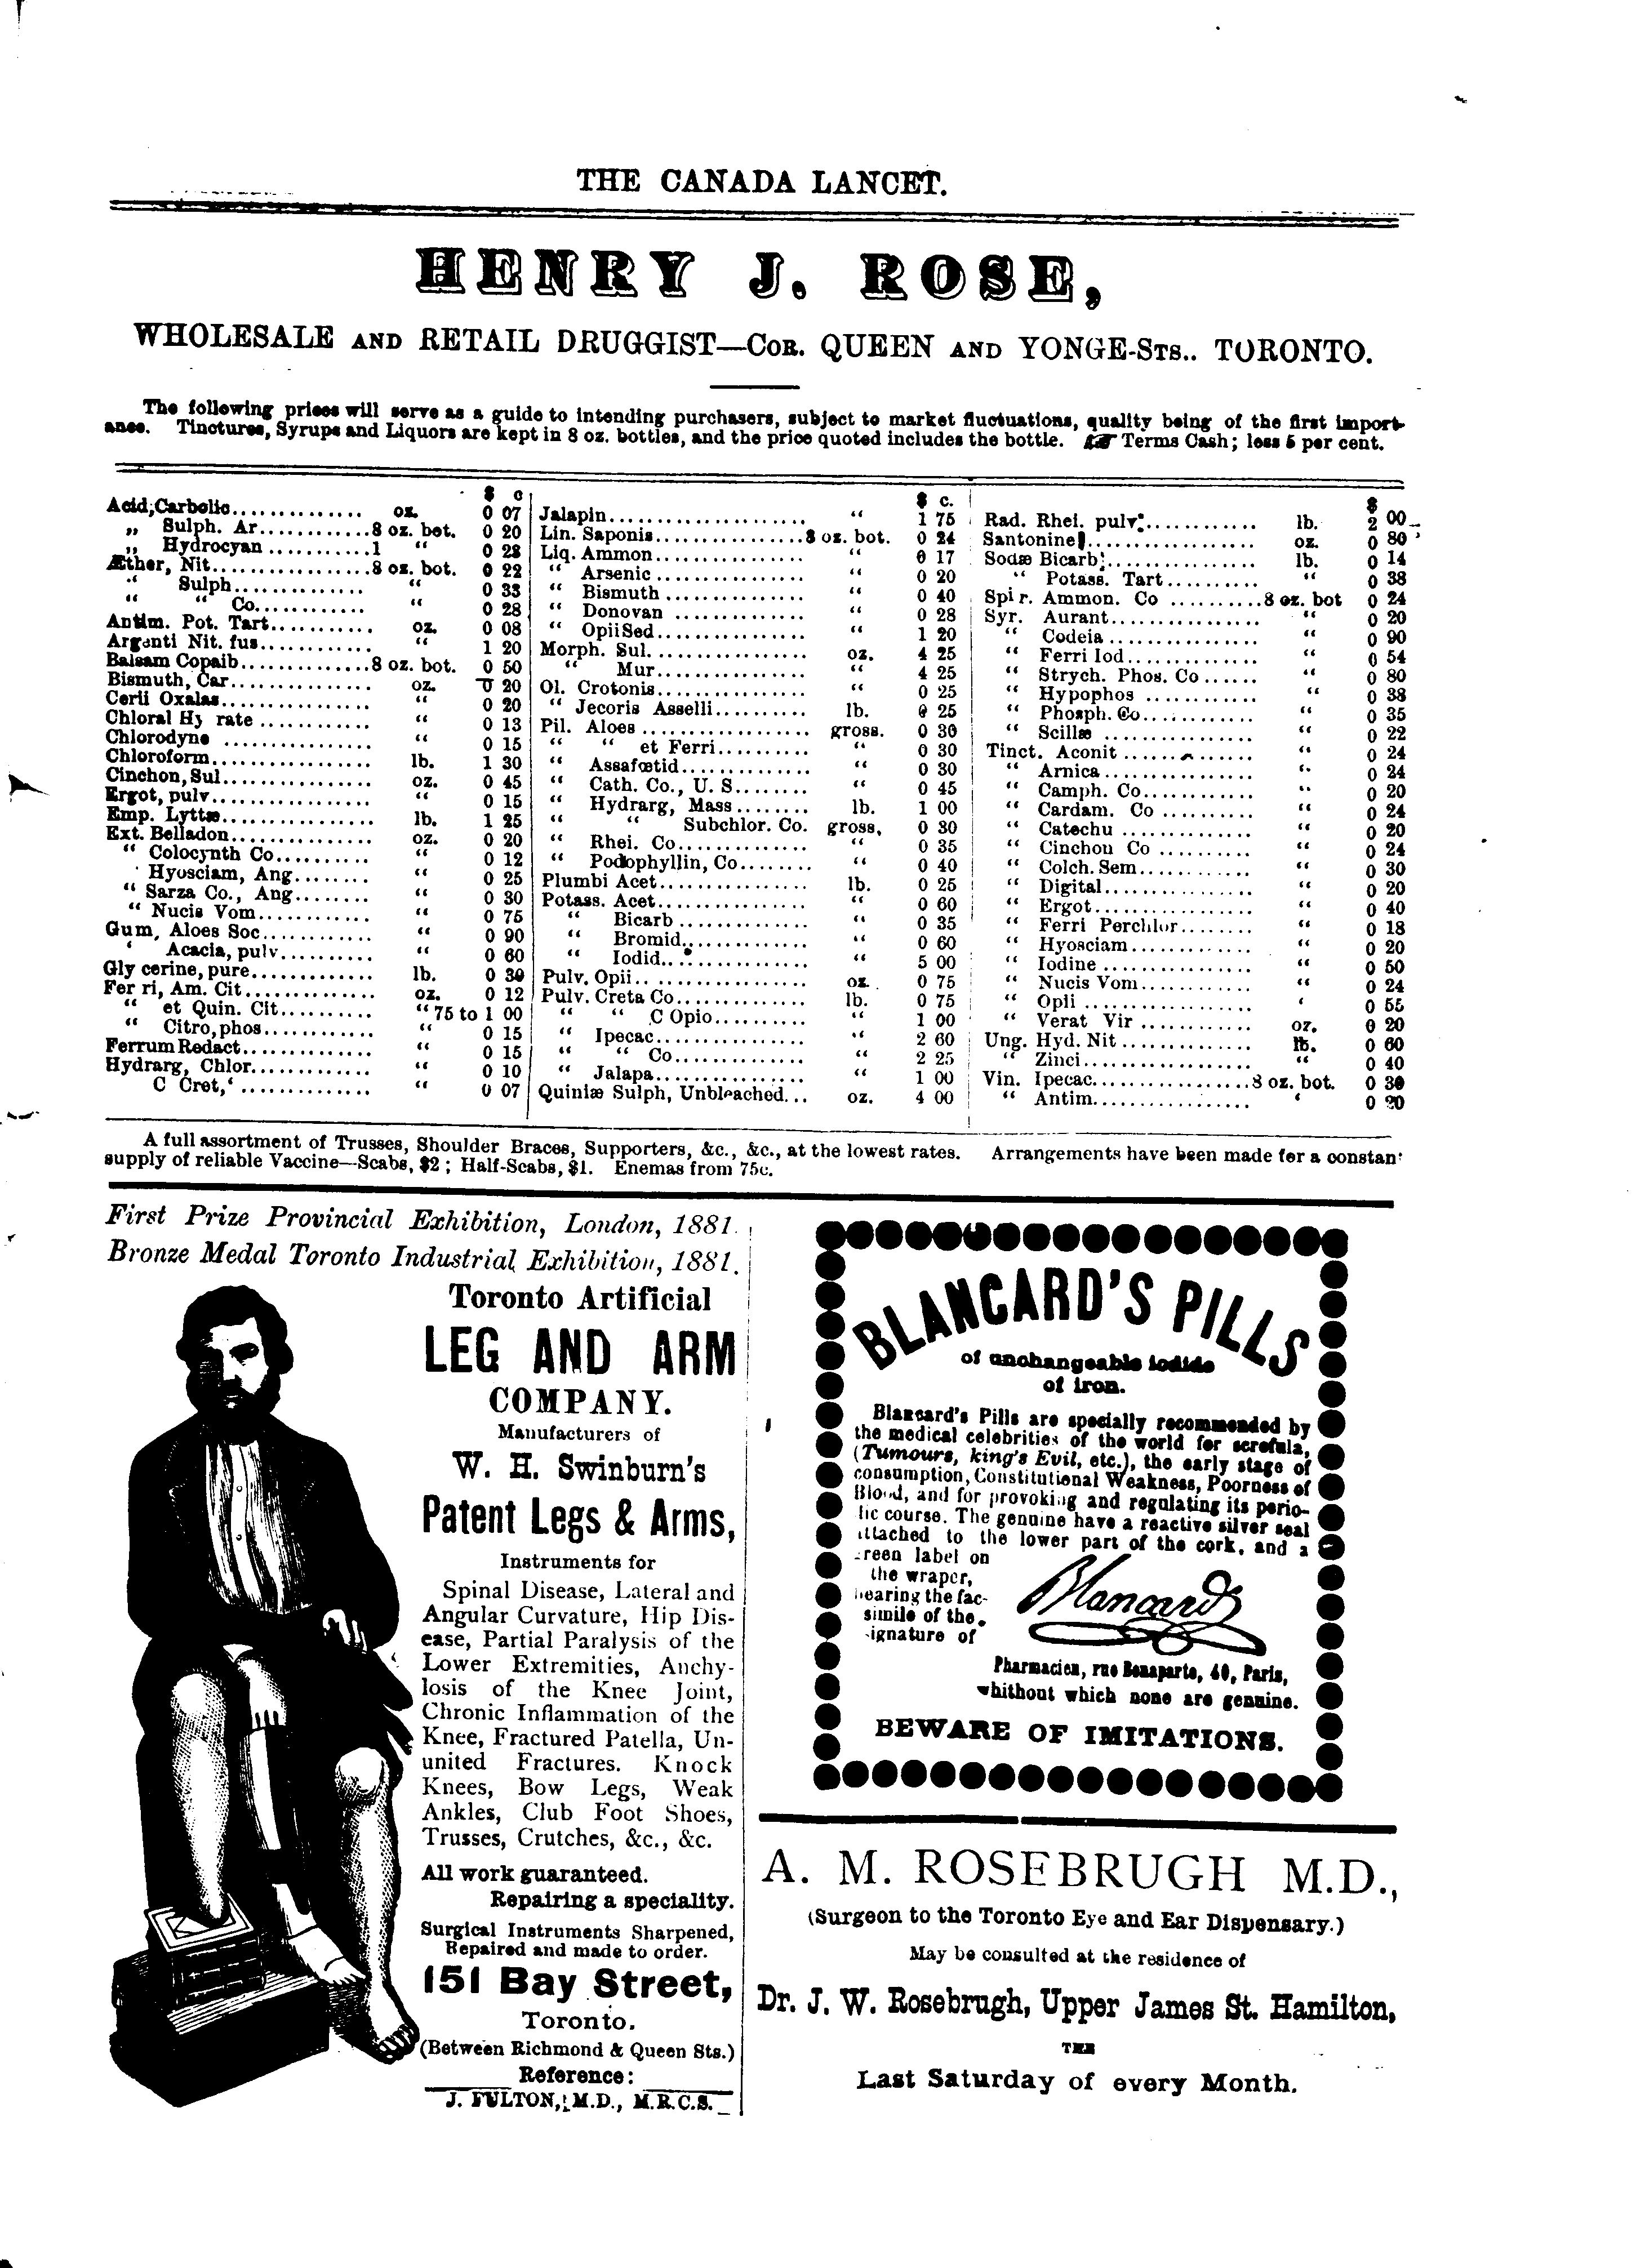 THE CANADA LANCET.
HENRY J. ROSE,
WHOLESALE AND RETAIL DRUGGIST—COR. QUEEN AND YONGE-STS.. TORONTO.
The following prices will serve as a guide to intending purchasers, subject to market fluctuations, quality being of the first import-
ance. Tinctures, Syrups and Liquors are kept in 8 oz. bottles, and the price quoted includes the bottle. ☞ Terms Cash; less 5 per cent.
$ c
Acid, Carbolic.............. oz. 0 07
„ Sulph. Ar............8 oz. bot. 0 20
„ Hydrocyan ...........1 “ 0 28
Æther, Nit..................8 oz. bot. 0 22
“ Sulph.............. “ 0 33
“ “ Co............ “ 0 28
Antim. Pot. Tart........... oz. 0 08
Argenti Nit. fus............ “ 1 20
Balsam Copaib..............8 oz. bot. 0 50
Bismuth, Car............... oz. 0 20
Cerii Oxalas................ “ 0 20
Chloral Hy rate ............ “ 0 13
Chlorodyne ................ “ 0 15
Chloroform................. lb. 1 30
Cinchon, Sul................ oz. 0 45
Ergot, pulv................. “ 0 15
Emp. Lyttæ................ lb. 1 25
Ext. Belladon.............. oz. 0 20
“ Colocynth Co.......... “ 0 12
Hyosciam, Ang........ “ 0 25
“ Sarza Co., Ang........ “ 0 30
“ Nucis Vom............ “ 0 75
Gum, Aloes Soc............ “ 0 90
‘ Acacia, pulv.......... “ 0 60
Gly cerine, pure............. lb. 0 30
Fer ri, Am. Cit.............. oz. 0 12
“ et Quin. Cit.......... “ 75 to 1 00
“ Citro, phos............ “ 0 15
Ferrum Redact.............. “ 0 15
Hydrarg, Chlor............. “ 0 10
C Cret,‘ .............. “ 0 07
$ c.
Jalapin...................... “ 1 75
Lin. Saponis................8 oz. bot. 0 24
Liq. Ammon................ “ 0 17
“ Arsenic ................ “ 0 20
“ Bismuth .............. “ 0 40
“ Donovan .............. “ 0 28
“ Opii Sed................ “ 1 20
Morph. Sul................. oz. 4 25
“ Mur................ “ 4 25
Ol. Crotonis................ “ 0 25
“ Jecoris Asselli.......... lb. 0 25
Pil. Aloes .................. gross. 0 30
“ “ et Ferri.......... “ 0 30
“ Assafœtid.............. “ 0 30
“ Cath. Co., U. S........ “ 0 45
“ Hydrarg, Mass ........ lb. 1 00
“ “ Subchlor. Co. gross, 0 30
“ Rhei. Co.............. “ 0 35
“ Podophyllin, Co........ “ 0 40
Plumbi Acet................ lb. 0 25
Potass. Acet................ “ 0 60
“ Bicarb .............. “ 0 35
“ Bromid.............. “ 0 60
“ Iodid................ “ 5 00
Pulv. Opii.................. oz. 0 75
Pulv. Creta Co.............. lb. 0 75
“ “ C Opio.......... “ 1 00
“ Ipecac................ “ 2 60
“ “ Co.............. “ 2 25
“ Jalapa................ “ 1 00
Quiniæ Sulph, Unbleached... oz. 4 00
$
Rad. Rhei. pulv............. lb. 2 00
Santonine................... oz. 0 80
Sodæ Bicarb................ lb. 0 14
“ Potass. Tart.......... “ 0 38
Spi r. Ammon. Co ..........8 oz. bot 0 24
Syr. Aurant................ “ 0 20
“ Codeia ................ “ 0 90
“ Ferri Iod.............. “ 0 54
“ Strych. Phos. Co ...... “ 0 80
“ Hypophos ............ “ 0 38
“ Phosph. Co............ “ 0 35
“ Scillæ ................ “ 0 22
Tinct. Aconit .............. “ 0 24
“ Arnica................ “ 0 24
“ Camph. Co............ “ 0 20
“ Cardam. Co .......... “ 0 24
“ Catechu .............. “ 0 20
“ Cinchou Co .......... “ 0 24
“ Colch. Sem............ “ 0 30
“ Digital................ “ 0 20
“ Ergot.................. “ 0 40
“ Ferri Perchlor........ “ 0 18
“ Hyosciam.............. “ 0 20
“ Iodine ................ “ 0 50
“ Nucis Vom............ “ 0 24
“ Opii .................. ‘ 0 55
“ Verat Vir ............ oz. 0 20
Ung. Hyd. Nit.............. lb. 0 60
“ Zinci.................. “ 0 40
Vin. Ipecac..................8 oz. bot. 0 30
“ Antim................ ‘ 0 20
A full assortment of Trusses, Shoulder Braces, Supporters, &c., &c., at the lowest rates. Arrangements have been made for a constan
supply of reliable Vaccine—Scabs, $2; Half-Scabs, $1. Enemas from 75c.
First Prize Provincial Exhibition, London, 1881.
Bronze Medal Toronto Industrial Exhibition, 1881.
Toronto Artificial
LEG AND ARM
COMPANY.
Manufacturers of
W. H. Swinburn's
Patent Legs & Arms,
Instruments for
Spinal Disease, Lateral and
Angular Curvature, Hip Dis-
ease, Partial Paralysis of the
Lower Extremities, Anchy-
losis of the Knee Joint,
Chronic Inflammation of the
Knee, Fractured Patella, Un-
united Fractures. Knock
Knees, Bow Legs, Weak
Ankles, Club Foot Shoes,
Trusses, Crutches, &c., &c.
All work guaranteed.
Repairing a speciality.
Surgical Instruments Sharpened,
Repaired and made to order.
151 Bay Street,
Toronto.
(Between Richmond & Queen Sts.)
Reference:
J. FULTON, M.D., M.R.C.S.
BLANCARD'S PILLS
of unchangeable iodide
of iron.
Blancard's Pills are specially recommended by
the medical celebrities of the world for scrofula,
(Tumours, king's Evil, etc.), the early stage of
consumption, Constitutional Weakness, Poorness of
Blood, and for provoking and regulating its perio-
lic course. The genuine have a reactive silver seal
attached to the lower part of the cork, and a
reen label on
the wraper,
bearing the fac-
simile of the
ignature of
Blancard
Pharmacien, rue Bonaparte, 40, Paris,
whithout which none are genuine.
BEWARE OF IMITATIONS.
A. M. ROSEBRUGH M.D.,
(Surgeon to the Toronto Eye and Ear Dispensary.)
May be consulted at the residence of
Dr. J. W. Rosebrugh, Upper James St. Hamilton,
THE
Last Saturday of every Month.